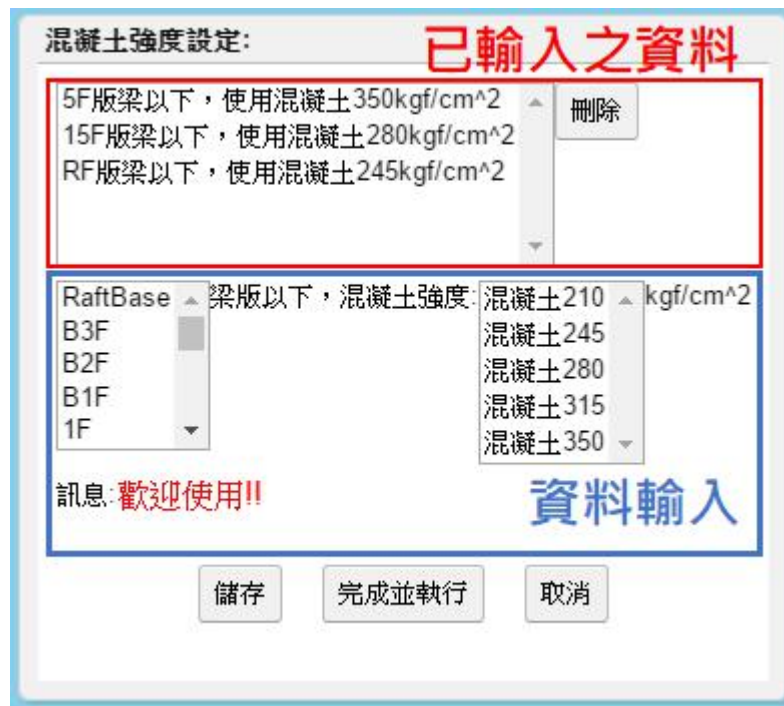 混凝土強度設定:
已輸入之資料
5F版梁以下，使用混凝土350kgf/cm^2
15F版梁以下，使用混凝土280kgf/cm^2
RF版梁以下，使用混凝土245kgf/cm^2
刪除
RaftBase
B3F
B2F
B1F
1F
梁版以下，混凝土強度:
混凝土210
混凝土245
混凝土280
混凝土315
混凝土350
kgf/cm^2
訊息:歡迎使用!!
資料輸入
儲存
完成並執行
取消